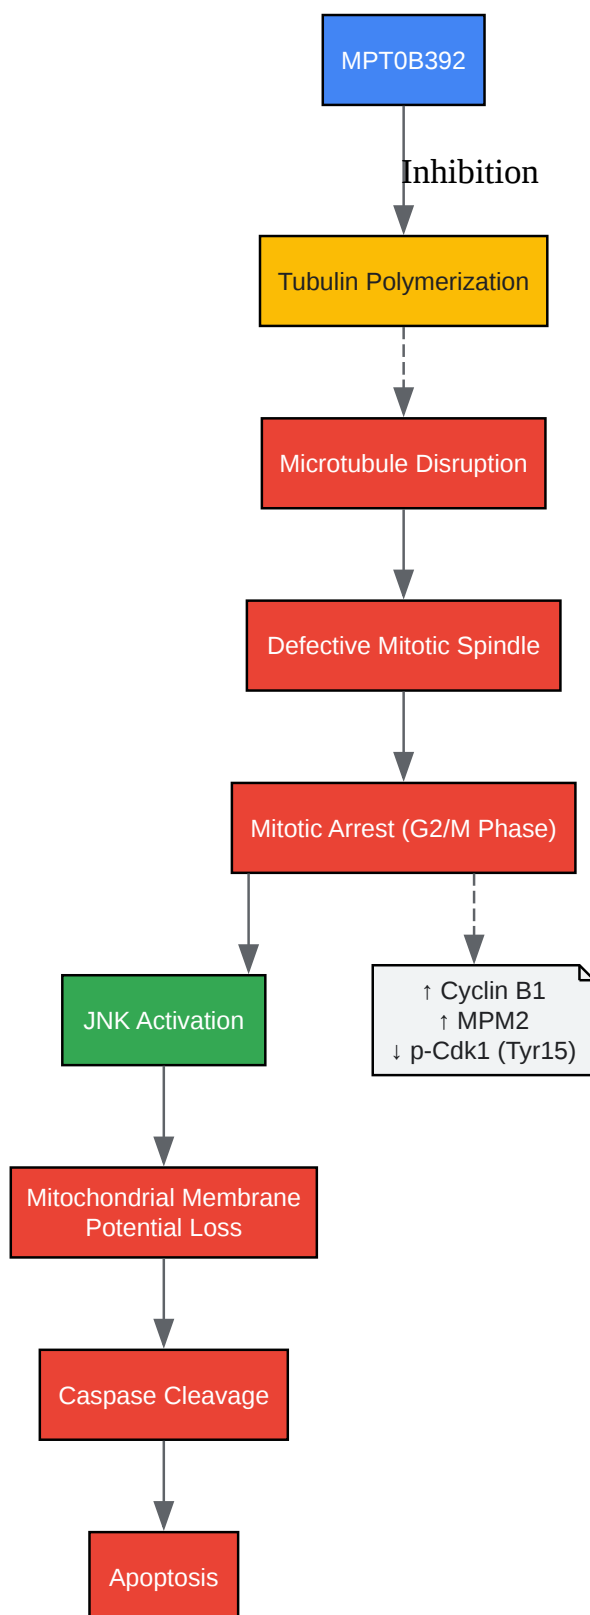 MPT0B392
Inhibition
Tubulin Polymerization
Microtubule Disruption
Defective Mitotic Spindle
Mitotic Arrest (G2/M Phase)
JNK Activation
↑ Cyclin B1
↑ MPM2
↓ p-Cdk1 (Tyr15)
Mitochondrial Membrane
Potential Loss
Caspase Cleavage
Apoptosis